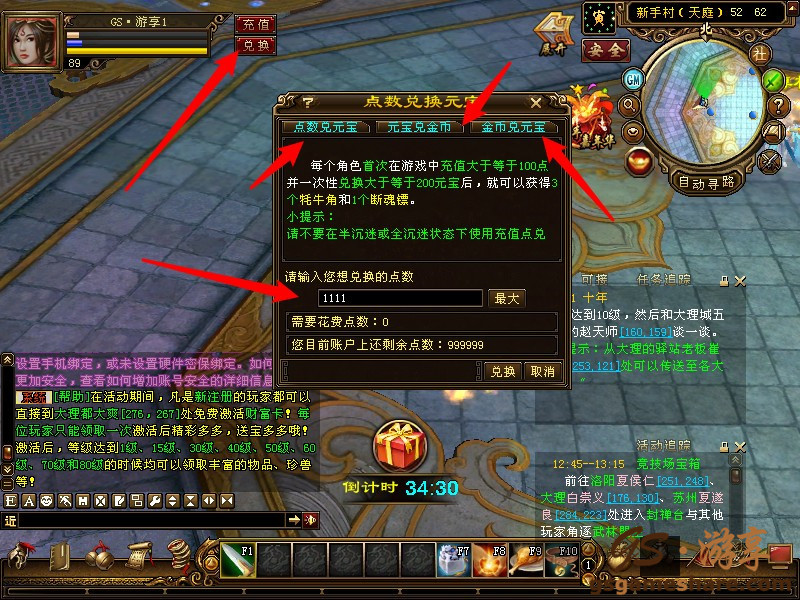 GS·游享1
89
充值
兑换
展开
寅
安全
新手村(天庭) 52 62
北
社
GM
自动寻路
点数兑换元宝
点数兑元宝 元宝兑金币 金币兑元宝
每个角色首次在游戏中充值大于等于100点
并一次性兑换大于等于200元宝后，就可以获得3
个牦牛角和1个断魂镖。
小提示：
请不要在半沉迷或全沉迷状态下使用充值点兑
请输入您想兑换的点数
1111 最大
需要花费点数：0
您目前账户上还剩余点数：999999
兑换 取消
可接 任务追踪
十年
达到10级，然后和大理城五
的赵天师[160,159]谈一谈。
提示：从大理的驿站老板崔
253,121]处可以传送至各大
设置手机绑定，或未设置硬件密保绑定。如何
更加安全，查看如何增加账号安全的详细信息
系统 [帮助]在活动期间，凡是新注册的玩家都可以
直接到大理都大爽[276，267]处免费激活财富卡！每
位玩家只能领取一次激活后精彩多多，送宝多多哦！
激活后，等级达到1级、15级、30级、40级、50级、60
级、70级和80级的时候均可以领取丰富的物品、珍兽
等！
倒计时 34:30
活动追踪
12:45--13:15 竞技场宝箱
前往洛阳夏侯仁[251,248]、
大理白崇义[176,130]、苏州夏遂
良[284,223]处进入封禅台与其他
玩家角逐武林盟
近
F1 F7 F8 F9 F10
1
GS·游享